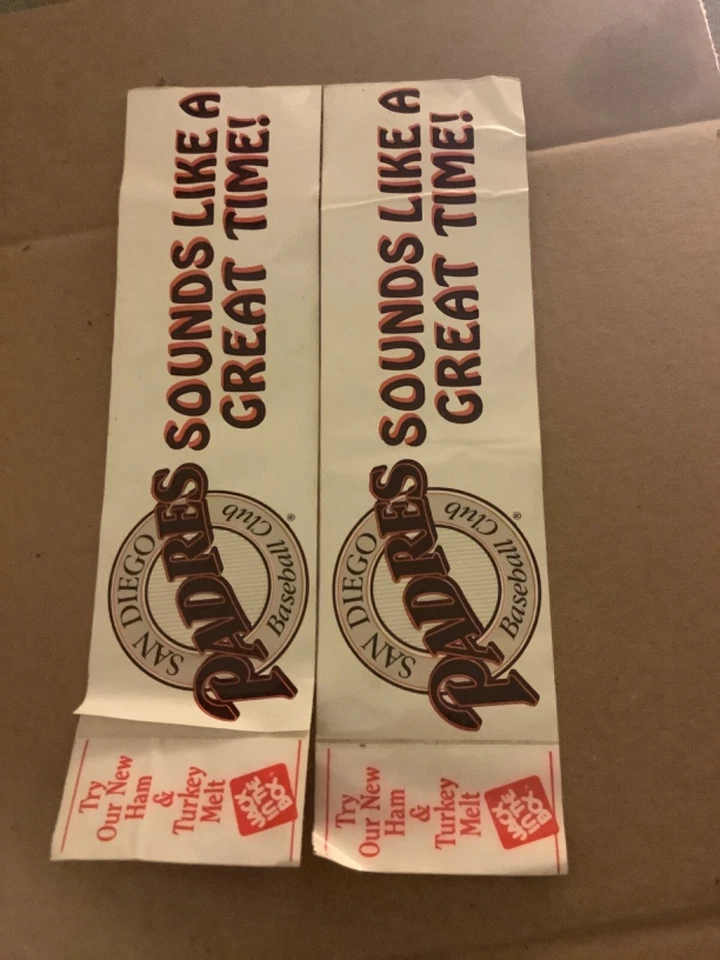 SOUNDS LIKE A
GREAT TIME!
SAN DIEGO
PADRES
Baseball Club
®
Try
Our New
Ham
&
Turkey
Melt
JACK
IN THE
BOX
SOUNDS LIKE A
GREAT TIME!
SAN DIEGO
PADRES
Baseball Club
®
Try
Our New
Ham
&
Turkey
Melt
JACK
IN THE
BOX